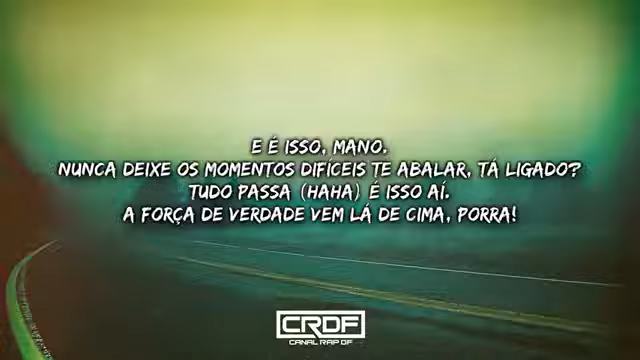 E É ISSO, MANO.
NUNCA DEIXE OS MOMENTOS DIFÍCEIS TE ABALAR, TÁ LIGADO?
TUDO PASSA (HAHA) É ISSO AÍ.
A FORÇA DE VERDADE VEM LÁ DE CIMA, PORRA!
CRDF
CANAL RAP DF